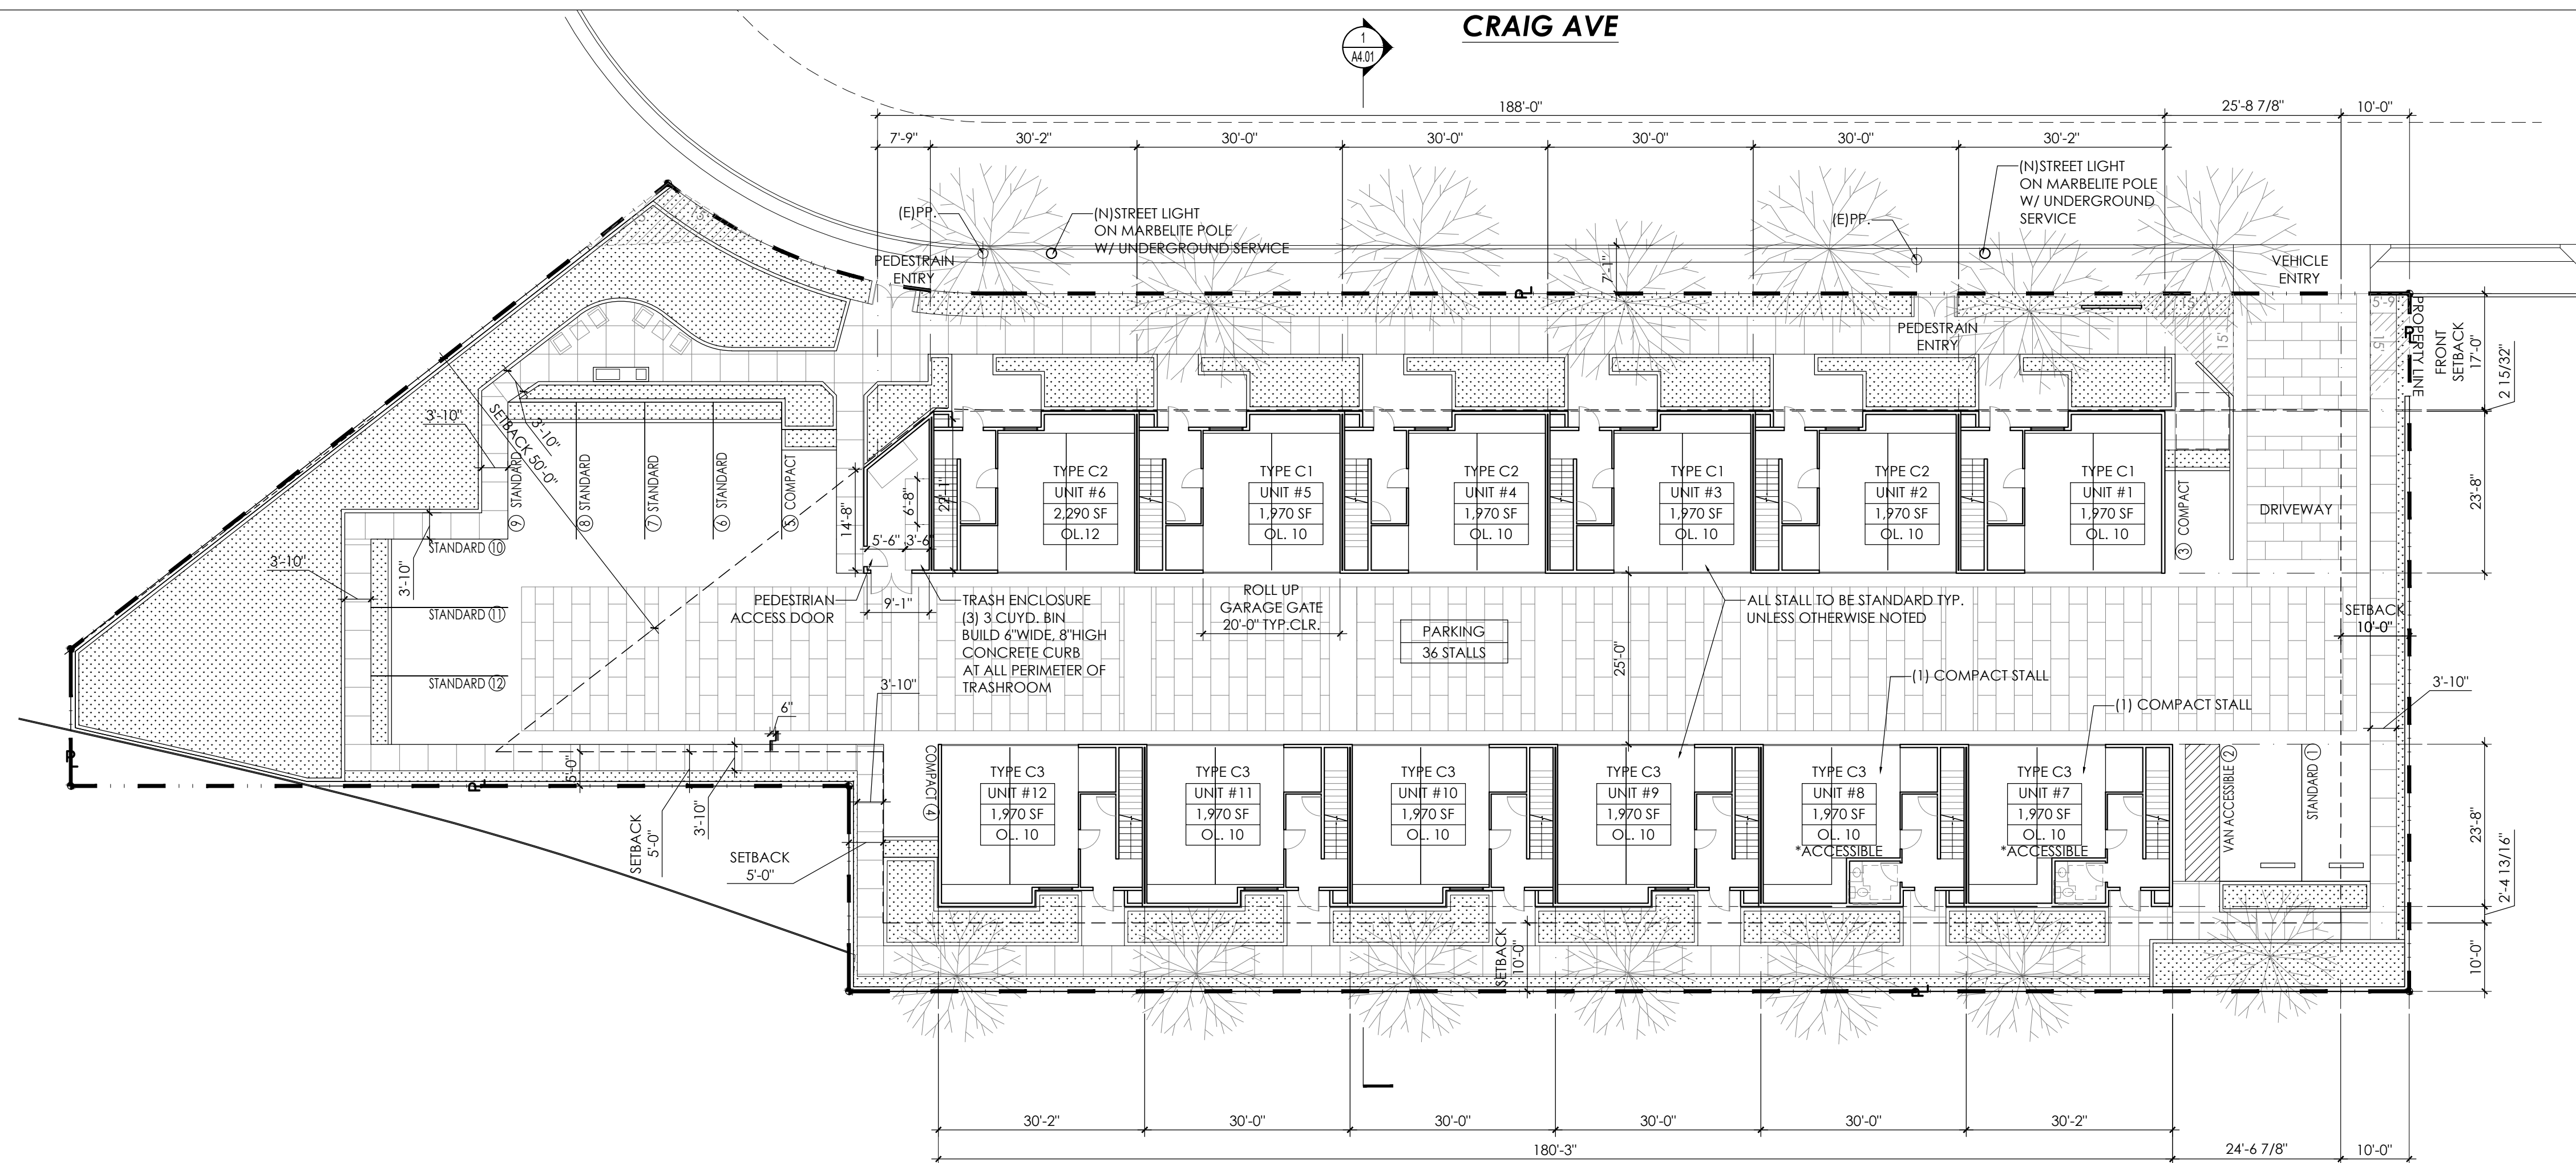 CRAIG AVE
1
A4.01
188'-0"
25'-8 7/8"
10'-0"
7'-9"
30'-2"
30'-0"
30'-0"
30'-0"
30'-0"
30'-2"
(E)PP.
(N)STREET LIGHT
ON MARBELITE POLE
W/ UNDERGROUND SERVICE
(E)PP.
(N)STREET LIGHT
ON MARBELITE POLE
W/ UNDERGROUND
SERVICE
PEDESTRAIN
ENTRY
7'-1"
VEHICLE
ENTRY
PL
15'
15'
5'-9"
15'
PROPERTY LINE
PL
FRONT
SETBACK
17'-0"
2 15/32"
PEDESTRAIN
ENTRY
3'-10"
SETBACK 50'-0"
3'-10"
9 STANDARD
8 STANDARD
7 STANDARD
6 STANDARD
5 COMPACT
14'-8"
6'-8"
22'-1"
5'-6"
3'-6"
TYPE C2
UNIT #6
2,290 SF
OL.12
TYPE C1
UNIT #5
1,970 SF
OL. 10
TYPE C2
UNIT #4
1,970 SF
OL. 10
TYPE C1
UNIT #3
1,970 SF
OL. 10
TYPE C2
UNIT #2
1,970 SF
OL. 10
TYPE C1
UNIT #1
1,970 SF
OL. 10
3 COMPACT
DRIVEWAY
23'-8"
STANDARD 10
3'-10"
3'-10"
STANDARD 11
STANDARD 12
PEDESTRIAN
ACCESS DOOR
9'-1"
TRASH ENCLOSURE
(3) 3 CUYD. BIN
BUILD 6"WIDE, 8"HIGH
CONCRETE CURB
AT ALL PERIMETER OF
TRASHROOM
ROLL UP
GARAGE GATE
20'-0" TYP.CLR.
PARKING
36 STALLS
25'-0"
ALL STALL TO BE STANDARD TYP.
UNLESS OTHERWISE NOTED
SETBACK
10'-0"
3'-10"
(1) COMPACT STALL
(1) COMPACT STALL
3'-10"
6"
PL
5'-0"
PL
SETBACK
5'-0"
3'-10"
SETBACK
5'-0"
COMPACT 4
TYPE C3
UNIT #12
1,970 SF
OL. 10
TYPE C3
UNIT #11
1,970 SF
OL. 10
TYPE C3
UNIT #10
1,970 SF
OL. 10
TYPE C3
UNIT #9
1,970 SF
OL. 10
TYPE C3
UNIT #8
1,970 SF
OL. 10
*ACCESSIBLE
TYPE C3
UNIT #7
1,970 SF
OL. 10
*ACCESSIBLE
VAN ACCESSIBLE 2
STANDARD 1
23'-8"
2'-4 13/16"
SETBACK
10'-0"
10'-0"
PL
30'-2"
30'-0"
30'-0"
30'-0"
30'-0"
30'-2"
180'-3"
24'-6 7/8"
10'-0"